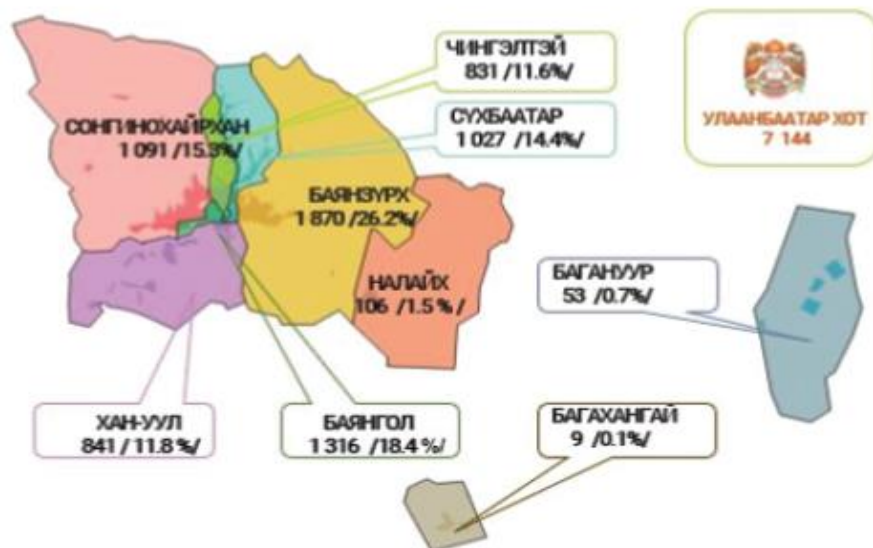 ЧИНГЭЛТЭЙ
831 /11.6%/
УЛААНБААТАР ХОТ
7 144
СОНГИНОХАЙРХАН
1 091 /15.3%/
СҮХБААТАР
1 027 /14.4%/
БАЯНЗҮРХ
1 870 /26.2%/
НАЛАЙХ
106 /1.5 % /
БАГАНУУР
53 /0.7%/
ХАН-УУЛ
841 / 11.8 %/
БАЯНГОЛ
1 316 /18.4 %/
БАГАХАНГАЙ
9 /0.1%/